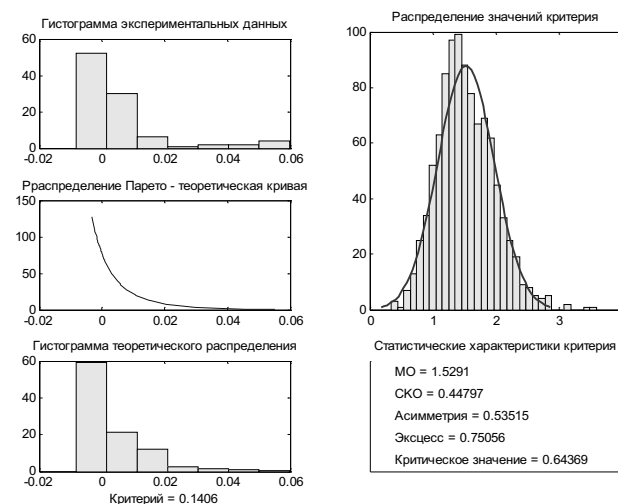 Гистограмма экспериментальных данных
60
40
20
0
-0.02 0 0.02 0.04 0.06
Рраспределение Парето - теоретическая кривая
150
100
50
0
-0.02 0 0.02 0.04 0.06
Гистограмма теоретического распределения
60
40
20
0
-0.02 0 0.02 0.04 0.06
Критерий = 0.1406
Распределение значений критерия
100
80
60
40
20
0
0 1 2 3
Статистические характеристики критерия
МО = 1.5291
СКО = 0.44797
Асимметрия = 0.53515
Эксцесс = 0.75056
Критическое значение = 0.64369